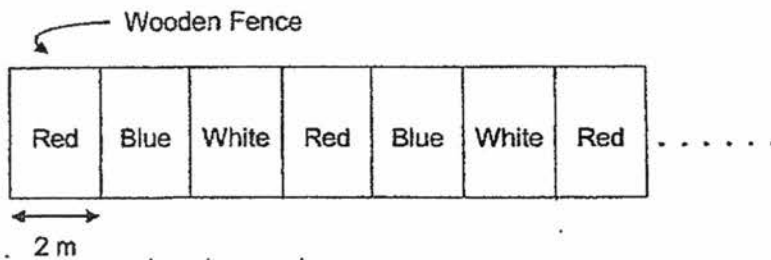 Wooden Fence
Red Blue White Red Blue White Red . . . . . .
2 m